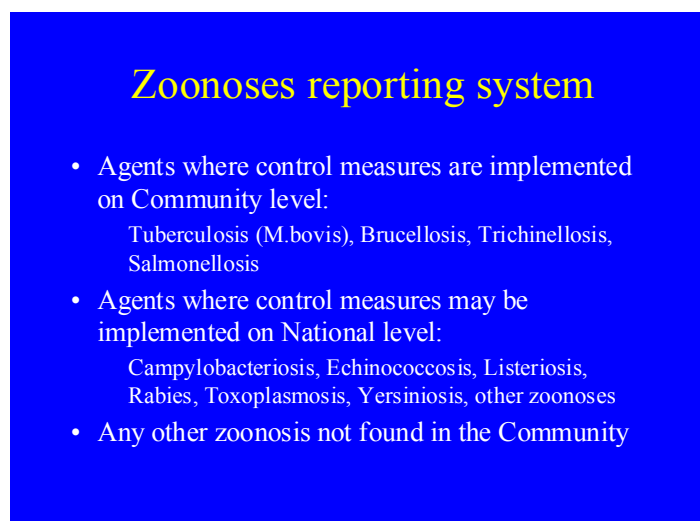 Zoonoses reporting system
• Agents where control measures are implemented
on Community level:
Tuberculosis (M.bovis), Brucellosis, Trichinellosis,
Salmonellosis
• Agents where control measures may be
implemented on National level:
Campylobacteriosis, Echinococcosis, Listeriosis,
Rabies, Toxoplasmosis, Yersiniosis, other zoonoses
• Any other zoonosis not found in the Community